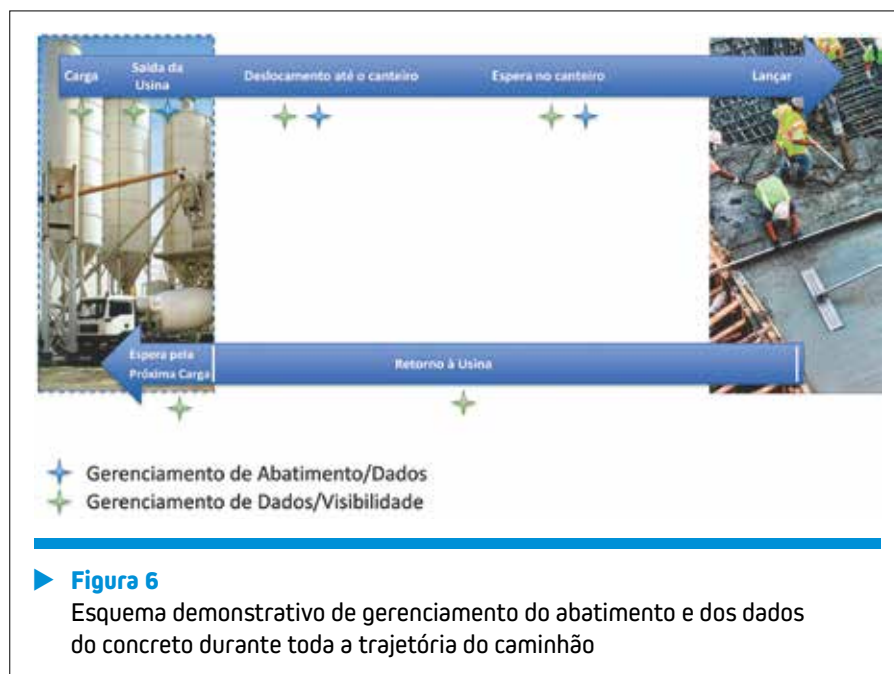 Carga
Saída da
Usina
Deslocamento até o canteiro
Espera no canteiro
Lançar
Espera pela
Próxima Carga
Retorno à Usina
Gerenciamento de Abatimento/Dados
Gerenciamento de Dados/Visibilidade
Figura 6
Esquema demonstrativo de gerenciamento do abatimento e dos dados
do concreto durante toda a trajetória do caminhão